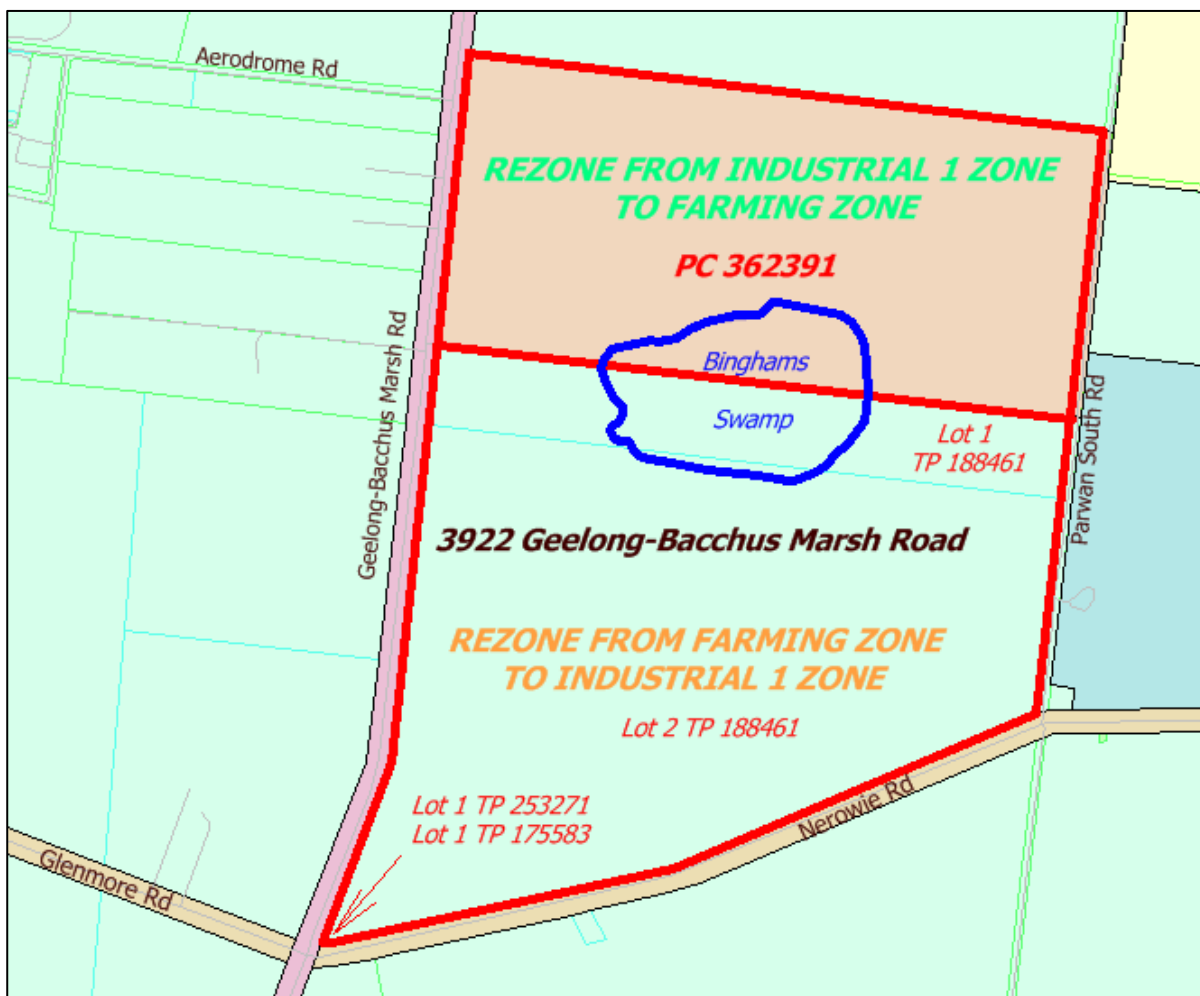 Aerodrome Rd
REZONE FROM INDUSTRIAL 1 ZONE
TO FARMING ZONE
PC 362391
Geelong-Bacchus Marsh Rd
Binghams
Swamp
Lot 1
TP 188461
Parwan South Rd
3922 Geelong-Bacchus Marsh Road
REZONE FROM FARMING ZONE
TO INDUSTRIAL 1 ZONE
Lot 2 TP 188461
Lot 1 TP 253271
Lot 1 TP 175583
Nerowie Rd
Glenmore Rd